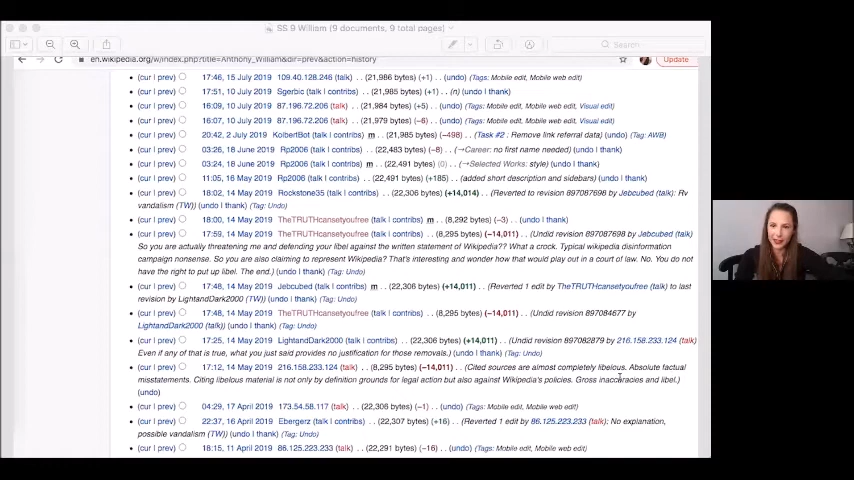 SS 9 William (9 documents, 9 total pages)
Search
en.wikipedia.org/w/index.php?title=Anthony_William&dir=prev&action=history
Update
(cur | prev) 17:46, 15 July 2019 109.40.128.246 (talk) . . (21,986 bytes) (+1) . . (undo) (Tags: Mobile edit, Mobile web edit)
(cur | prev) 17:51, 10 July 2019 Sgerbic (talk | contribs) . . (21,985 bytes) (+1) . . (n) (undo | thank)
(cur | prev) 16:09, 10 July 2019 87.196.72.206 (talk) . . (21,984 bytes) (+5) . . (undo) (Tags: Mobile edit, Mobile web edit, Visual edit)
(cur | prev) 16:07, 10 July 2019 87.196.72.206 (talk) . . (21,979 bytes) (−6) . . (undo) (Tags: Mobile edit, Mobile web edit, Visual edit)
(cur | prev) 20:42, 2 July 2019 KolbertBot (talk | contribs) m . . (21,985 bytes) (−498) . . (Task #2 : Remove link referral data) (undo) (Tag: AWB)
(cur | prev) 03:26, 18 June 2019 Rp2006 (talk | contribs) . . (22,483 bytes) (−8) . . (→Career: no first name needed) (undo | thank)
(cur | prev) 03:24, 18 June 2019 Rp2006 (talk | contribs) m . . (22,491 bytes) (0) . . (→Selected Works: style) (undo | thank)
(cur | prev) 11:05, 16 May 2019 Rp2006 (talk | contribs) . . (22,491 bytes) (+185) . . (added short description and sidebars) (undo | thank)
(cur | prev) 18:02, 14 May 2019 Rockstone35 (talk | contribs) . . (22,306 bytes) (+14,014) . . (Reverted to revision 897087698 by Jebcubed (talk): Rv
vandalism (TW)) (undo | thank) (Tag: Undo)
(cur | prev) 18:00, 14 May 2019 TheTRUTHcansetyoufree (talk | contribs) m . . (8,292 bytes) (−3) . . (undo | thank)
(cur | prev) 17:59, 14 May 2019 TheTRUTHcansetyoufree (talk | contribs) . . (8,295 bytes) (−14,011) . . (Undid revision 897087698 by Jebcubed (talk)
So you are actually threatening me and defending your libel against the written statement of Wikipedia?? What a crock. Typical wikipedia disinformation
campaign nonsense. So you are also claiming to represent Wikipedia? That's interesting and wonder how that would play out in a court of law. No. You do not
have the right to put up libel. The end.) (undo | thank) (Tag: Undo)
(cur | prev) 17:48, 14 May 2019 Jebcubed (talk | contribs) m . . (22,306 bytes) (+14,011) . . (Reverted 1 edit by TheTRUTHcansetyoufree (talk) to last
revision by LightandDark2000 (TW)) (undo | thank) (Tag: Undo)
(cur | prev) 17:48, 14 May 2019 TheTRUTHcansetyoufree (talk | contribs) . . (8,295 bytes) (−14,011) . . (Undid revision 897084677 by
LightandDark2000 (talk)) (undo | thank) (Tag: Undo)
(cur | prev) 17:25, 14 May 2019 LightandDark2000 (talk | contribs) . . (22,306 bytes) (+14,011) . . (Undid revision 897082879 by 216.158.233.124 (talk)
Even if any of that is true, what you just said provides no justification for those removals.) (undo | thank) (Tag: Undo)
(cur | prev) 17:12, 14 May 2019 216.158.233.124 (talk) . . (8,295 bytes) (−14,011) . . (Cited sources are almost completely libelous. Absolute factual
misstatements. Citing libelous material is not only by definition grounds for legal action but also against Wikipedia's policies. Gross inaccuracies and libel.)
(undo)
(cur | prev) 04:29, 17 April 2019 173.54.58.117 (talk) . . (22,306 bytes) (−1) . . (undo) (Tags: Mobile edit, Mobile web edit)
(cur | prev) 22:37, 16 April 2019 Ebergerz (talk | contribs) . . (22,307 bytes) (+16) . . (Reverted 1 edit by 86.125.223.233 (talk): No explanation,
possible vandalism (TW)) (undo | thank) (Tag: Undo)
(cur | prev) 18:15, 11 April 2019 86.125.223.233 (talk) . . (22,291 bytes) (−16) . . (undo) (Tags: Mobile edit, Mobile web edit)